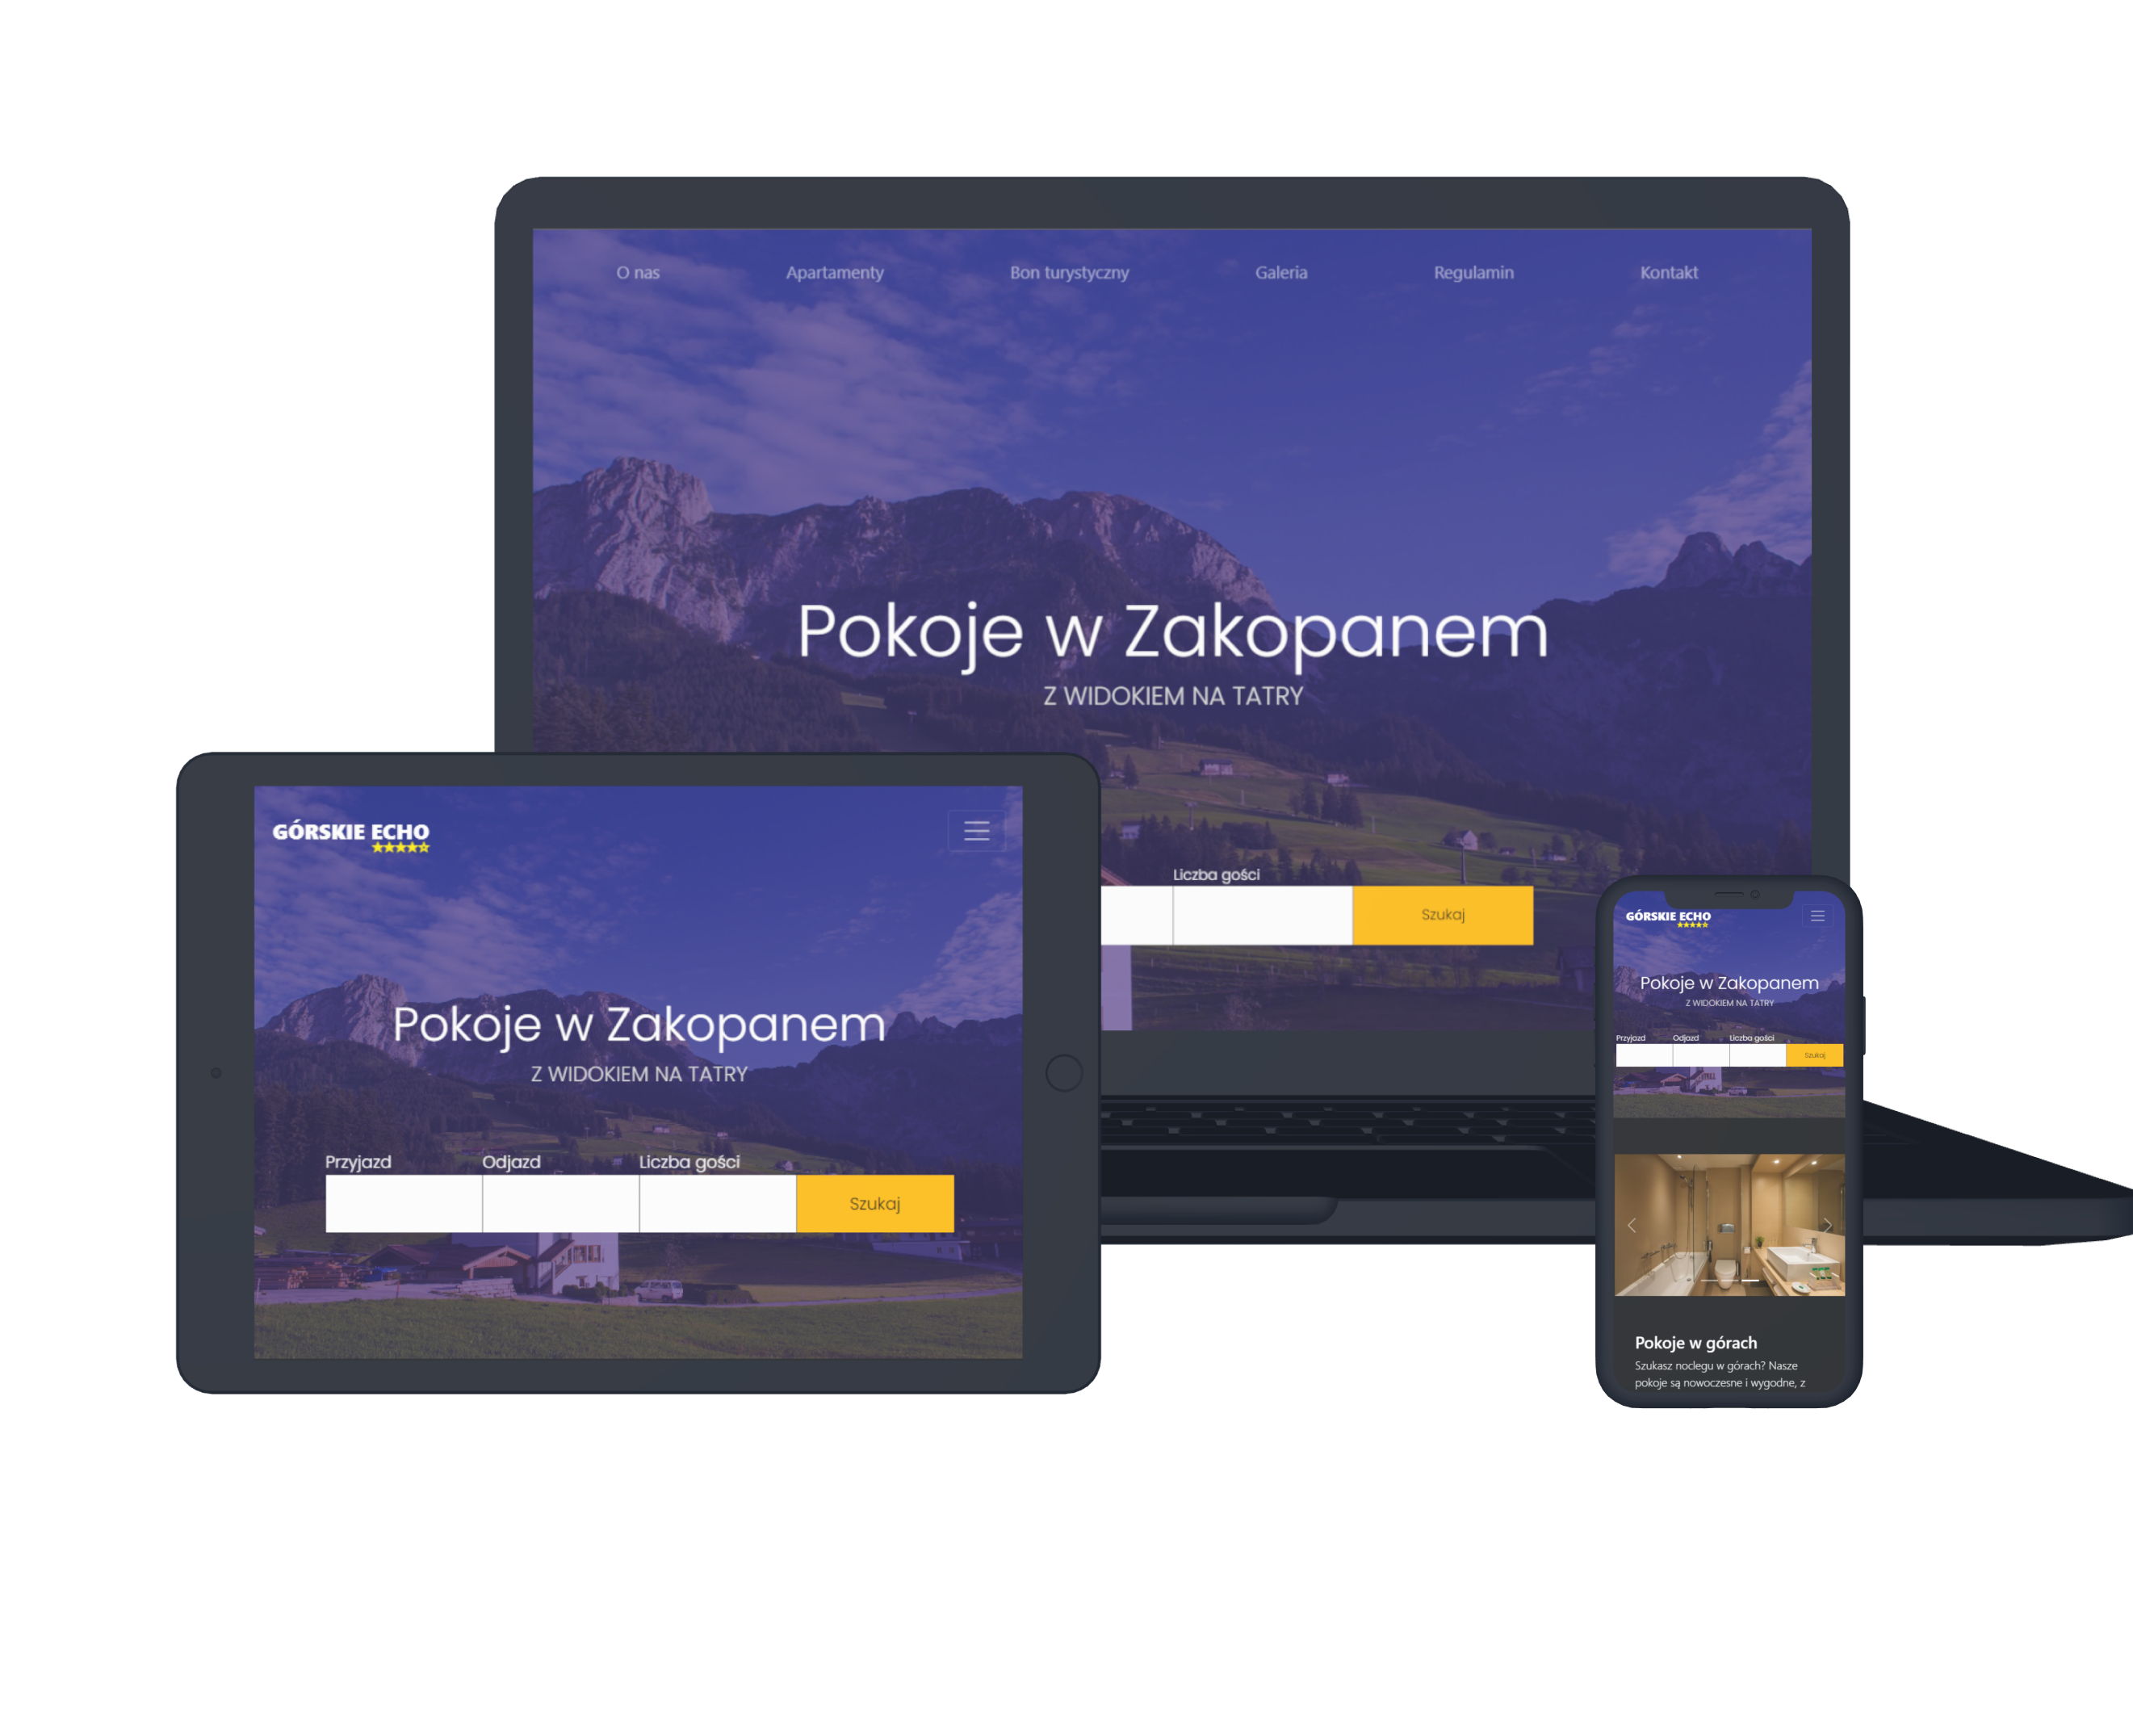 O nas Apartamenty Bon turystyczny Galeria Regulamin Kontakt
Pokoje w Zakopanem
Z WIDOKIEM NA TATRY
Liczba gości
Szukaj
GÓRSKIE ECHO
Pokoje w Zakopanem
Z WIDOKIEM NA TATRY
Przyjazd Odjazd Liczba gości
Szukaj
GÓRSKIE ECHO
Pokoje w Zakopanem
Z WIDOKIEM NA TATRY
Przyjazd Odjazd Liczba gości
Szukaj
Pokoje w górach
Szukasz noclegu w górach? Nasze
pokoje są nowoczesne i wygodne, z